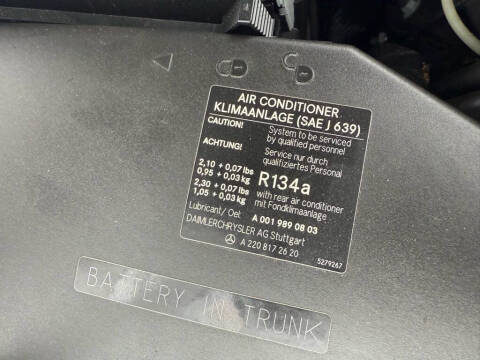 AIR CONDITIONER
KLIMAANLAGE (SAE J 639)
CAUTION! System to be serviced
by qualified personnel
ACHTUNG! Service nur durch
qualifiziertes Personal
2,10 + 0,07 lbs
0,95 + 0,03 kg R134a
2,30 + 0,07 lbs with rear air conditioner
1,05 + 0,03 kg mit Fondklimaanlage
Lubricant/Oel: A 001 989 08 03
DAIMLERCHRYSLER AG Stuttgart
A 220 817 26 20
5279267
BATTERY IN TRUNK